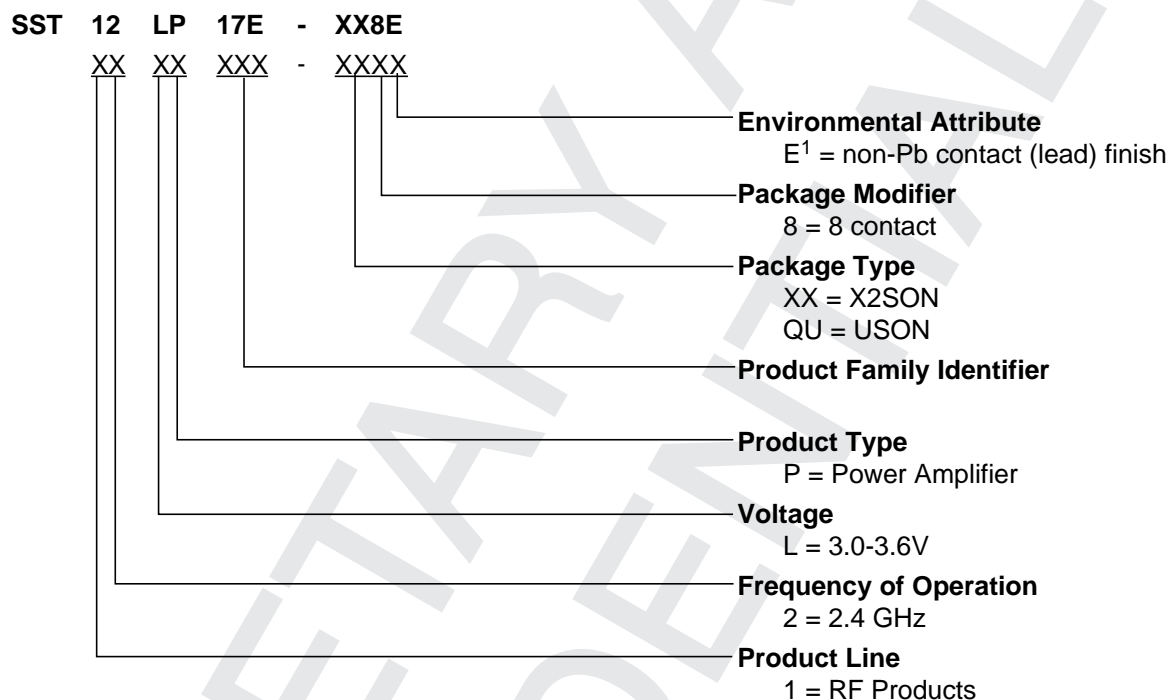 SST 12 LP 17E - XX8E
XX XX XXX - XXXX
Environmental Attribute
E1 = non-Pb contact (lead) finish
Package Modifier
8 = 8 contact
Package Type
XX = X2SON
QU = USON
Product Family Identifier
Product Type
P = Power Amplifier
Voltage
L = 3.0-3.6V
Frequency of Operation
2 = 2.4 GHz
Product Line
1 = RF Products